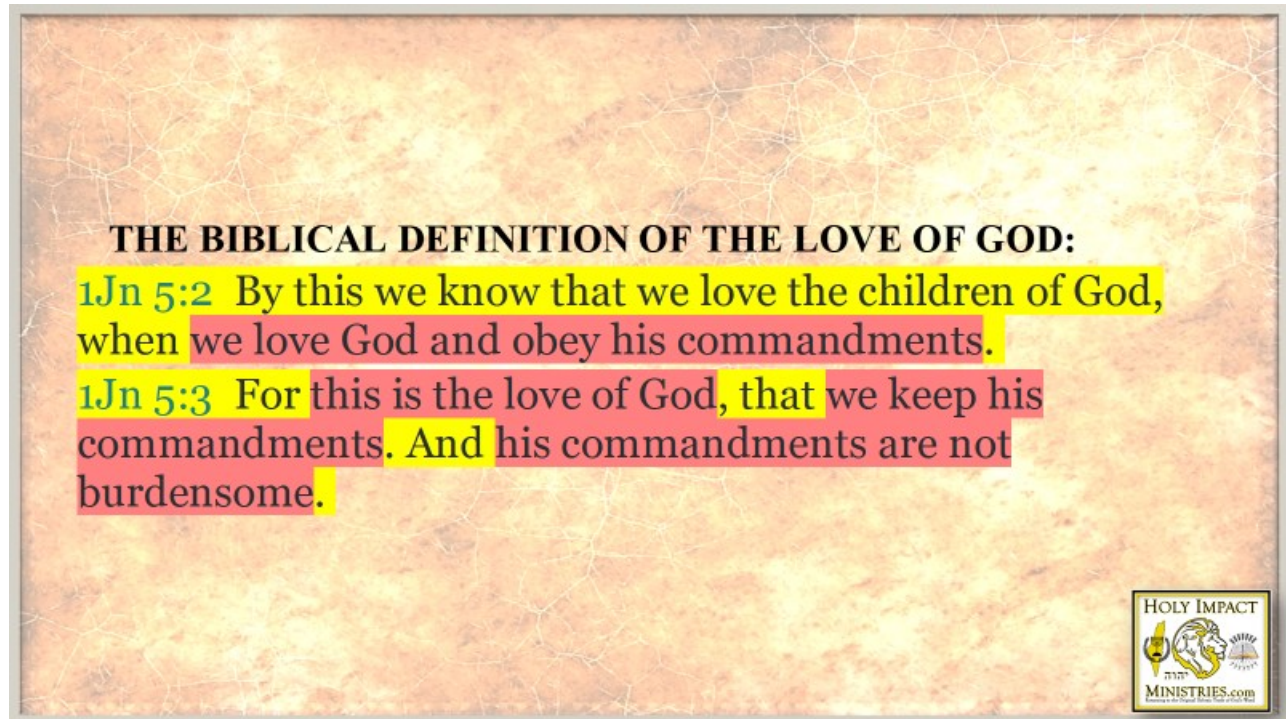 THE BIBLICAL DEFINITION OF THE LOVE OF GOD:
1Jn 5:2 By this we know that we love the children of God,
when we love God and obey his commandments.
1Jn 5:3 For this is the love of God, that we keep his
commandments. And his commandments are not
burdensome.
HOLY IMPACT
יהוה
MINISTRIES.com